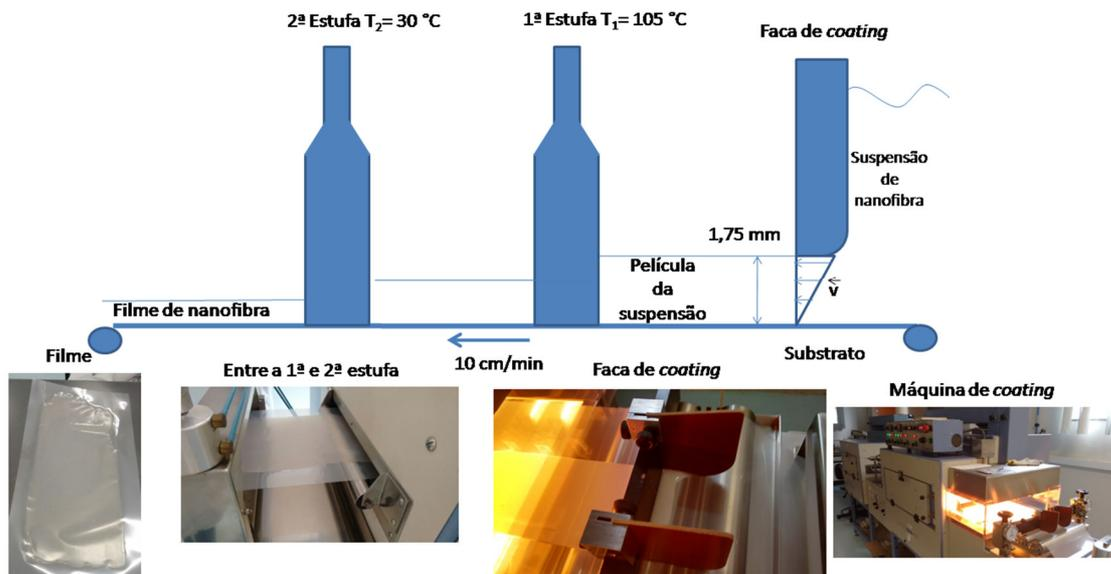 2ª Estufa T2= 30 °C
1ª Estufa T1= 105 °C
Faca de coating
Suspensão
de
nanofibra
1,75 mm
Película
da
suspensão
v
Filme de nanofibra
10 cm/min
Substrato
Filme
Entre a 1ª e 2ª estufa
Faca de coating
Máquina de coating